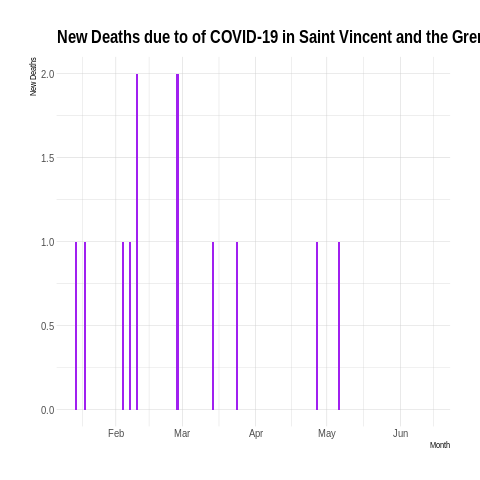 New Deaths due to of COVID-19 in Saint Vincent and the Gren
New Deaths
2.0
1.5
1.0
0.5
0.0
Feb Mar Apr May Jun
Month